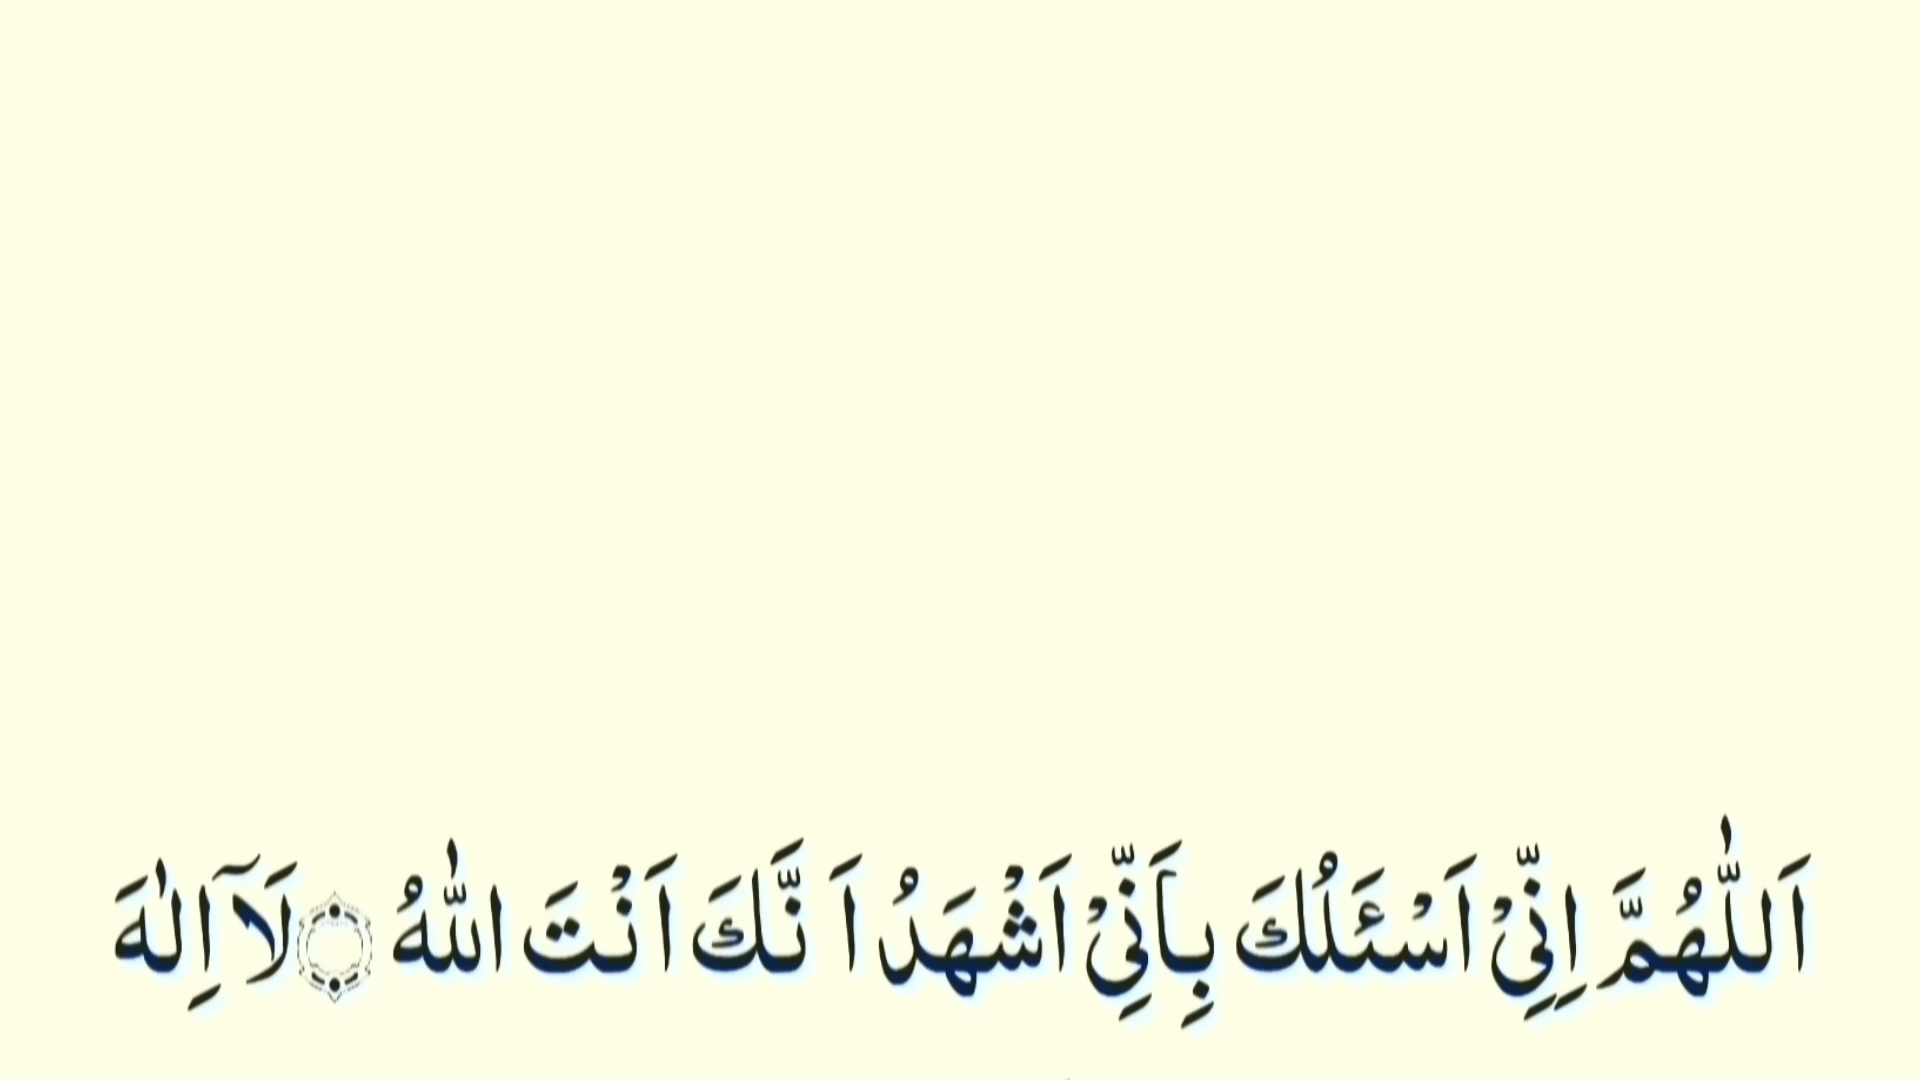 اَللّٰهُمَّ اِنِّیْ اَسْئَلُكَ بِاَنِّیْ اَشْهَدُ اَ نَّكَ اَنْتَ اللّٰهُ ۝ لَآ اِلٰهَ